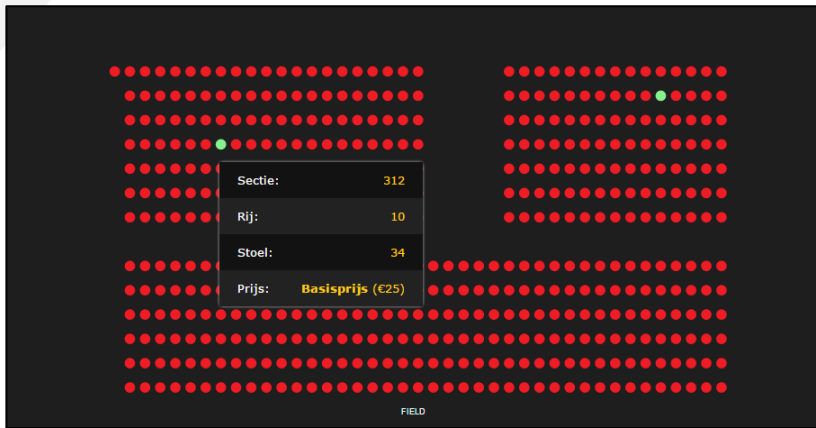 Sectie: 312
Rij: 10
Stoel: 34
Prijs: Basisprijs (€25)
FIELD